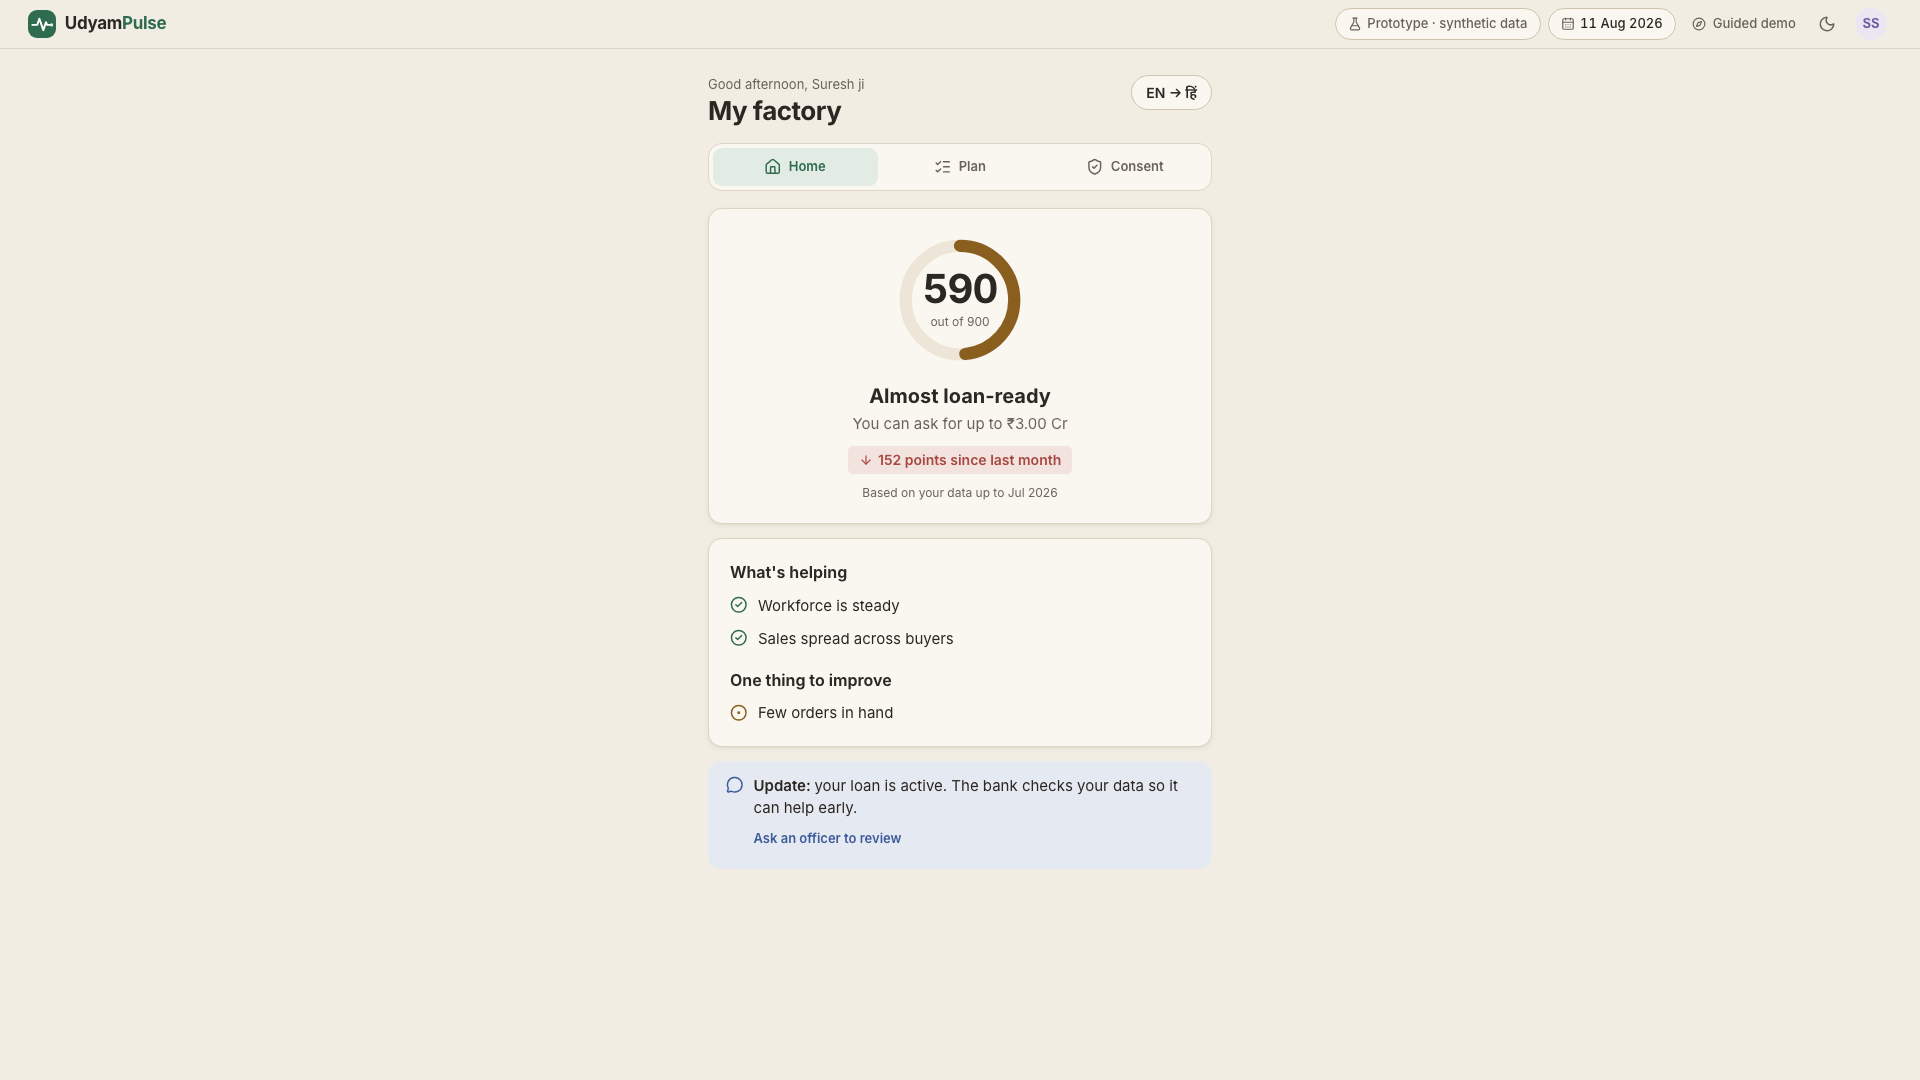 UdyamPulse
Prototype · synthetic data
11 Aug 2026
Guided demo
SS
Good afternoon, Suresh ji
My factory
EN → हिं
Home
Plan
Consent
590
out of 900
Almost loan-ready
You can ask for up to ₹3.00 Cr
↓ 152 points since last month
Based on your data up to Jul 2026
What's helping
Workforce is steady
Sales spread across buyers
One thing to improve
Few orders in hand
Update: your loan is active. The bank checks your data so it
can help early.
Ask an officer to review